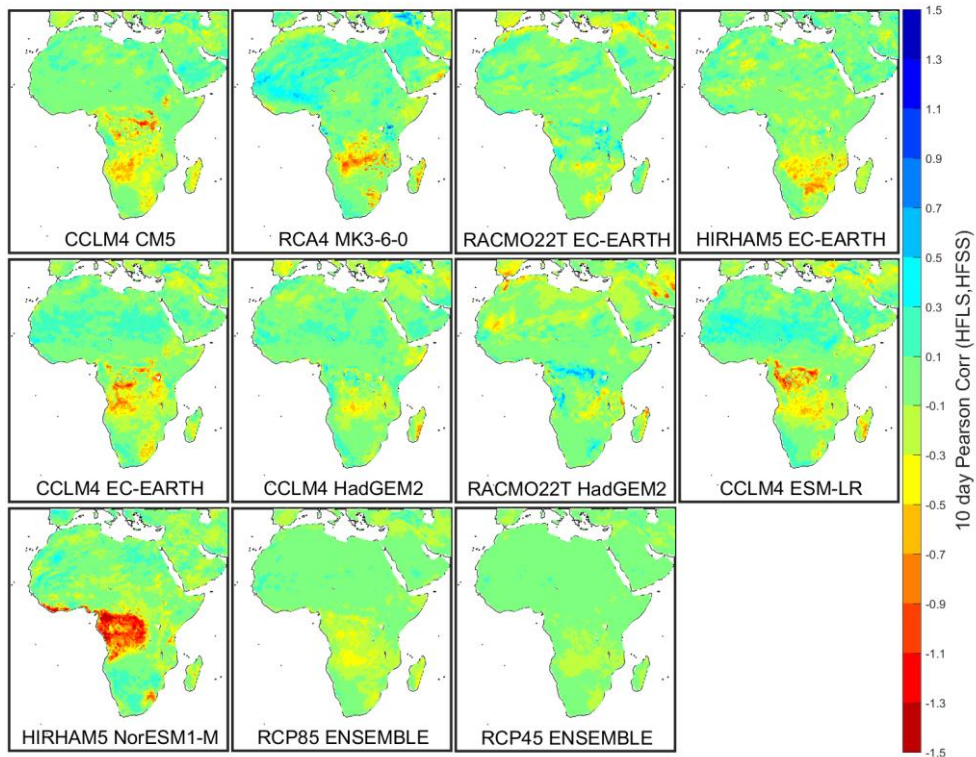 CCLM4 CM5
RCA4 MK3-6-0
RACMO22T EC-EARTH
HIRHAM5 EC-EARTH
CCLM4 EC-EARTH
CCLM4 HadGEM2
RACMO22T HadGEM2
CCLM4 ESM-LR
HIRHAM5 NorESM1-M
RCP85 ENSEMBLE
RCP45 ENSEMBLE
1.5
1.3
1.1
0.9
0.7
0.5
0.3
0.1
-0.1
-0.3
-0.5
-0.7
-0.9
-1.1
-1.3
-1.5
10 day Pearson Corr (HFLS,HFSS)